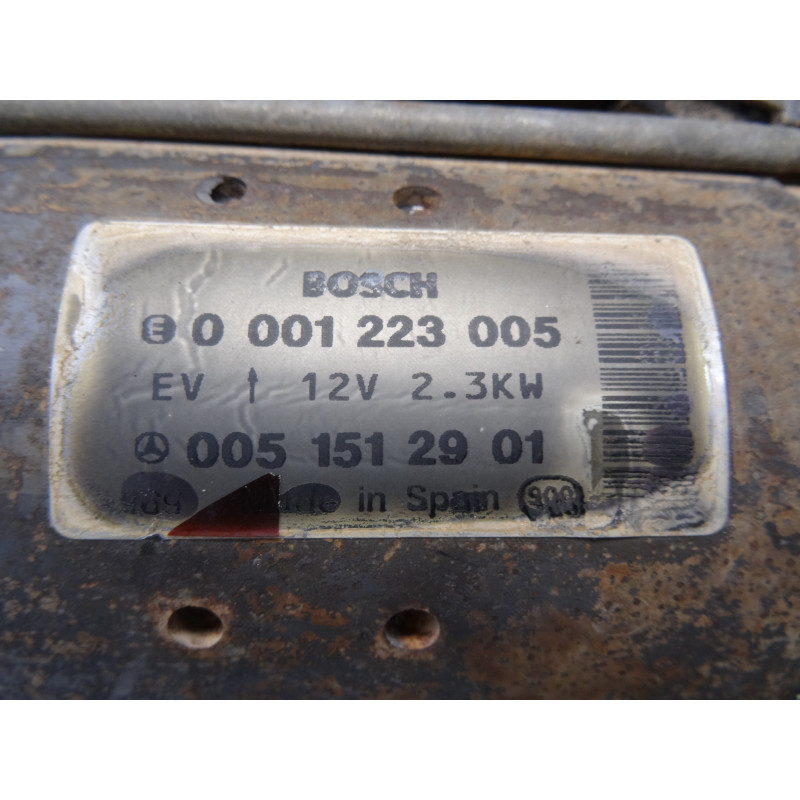 BOSCH
E 0 001 223 005
EV ↑ 12V 2.3KW
005 151 29 01
in Spain